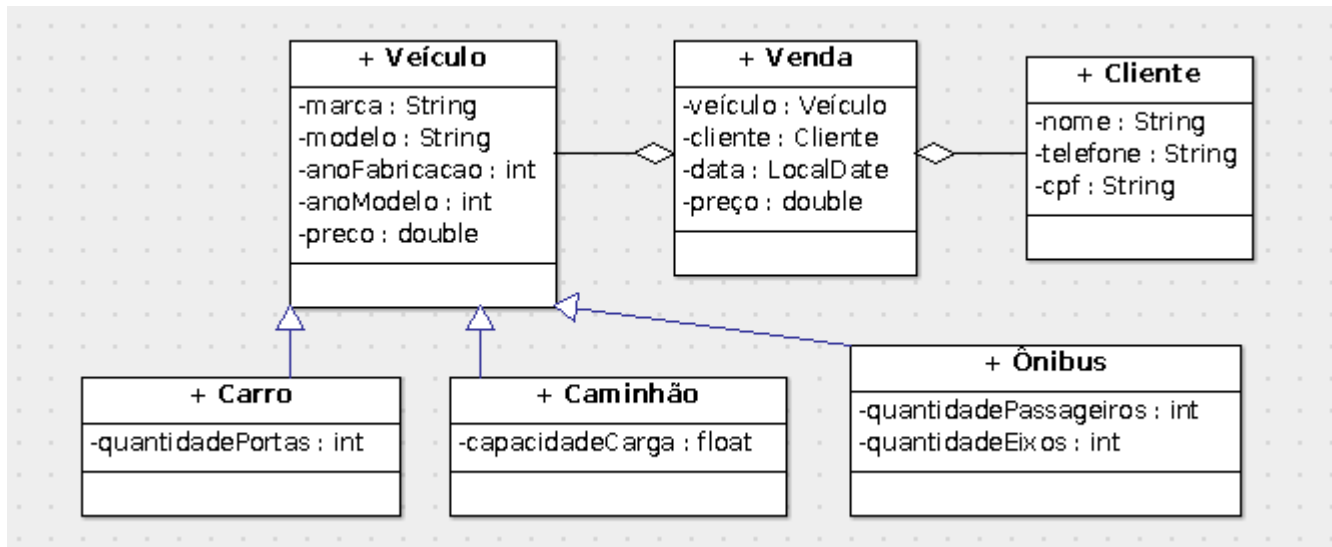 + Veículo
-marca : String
-modelo : String
-anoFabricacao : int
-anoModelo : int
-preco : double
+ Venda
-veículo : Veículo
-cliente : Cliente
-data : LocalDate
-preço : double
+ Cliente
-nome : String
-telefone : String
-cpf : String
+ Carro
-quantidadePortas : int
+ Caminhão
-capacidadeCarga : float
+ Ônibus
-quantidadePassageiros : int
-quantidadeEixos : int